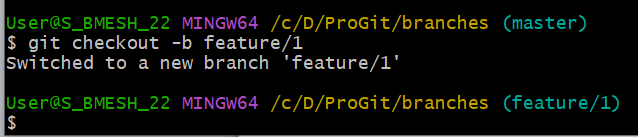 User@S_BMESH_22 MINGW64 /c/D/ProGit/branches (master)
$ git checkout -b feature/1
Switched to a new branch 'feature/1'
User@S_BMESH_22 MINGW64 /c/D/ProGit/branches (feature/1)
$